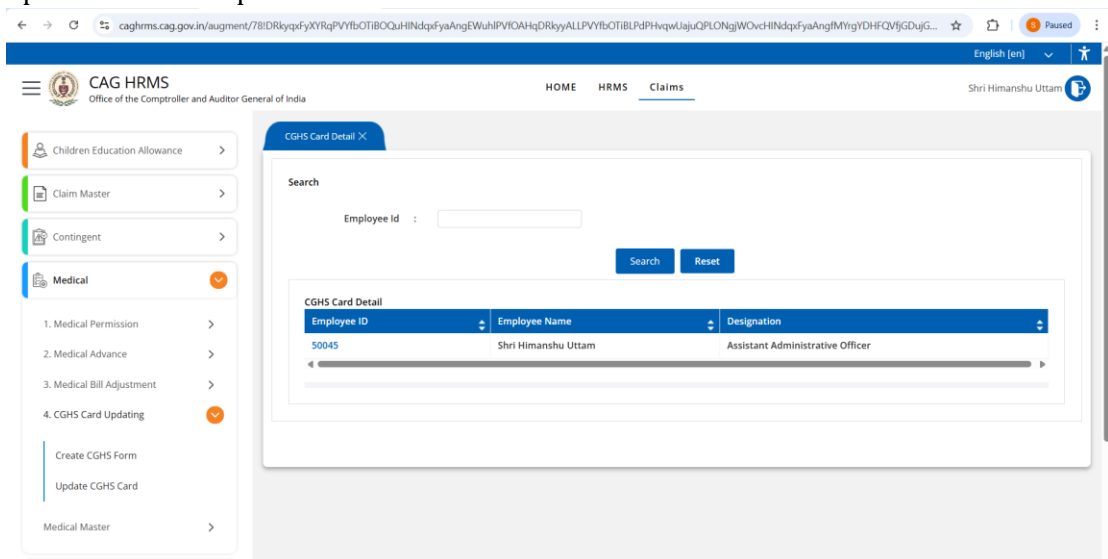 caghrms.cag.gov.in/augment/
Paused
English [en]
CAG HRMS
Office of the Comptroller and Auditor General of India
HOME HRMS Claims
Shri Himanshu Uttam
Children Education Allowance
Claim Master
Contingent
Medical
1. Medical Permission
2. Medical Advance
3. Medical Bill Adjustment
4. CGHS Card Updating
Create CGHS Form
Update CGHS Card
Medical Master
CGHS Card Detail
Search
Employee Id :
Search Reset
CGHS Card Detail
Employee ID Employee Name Designation
50045 Shri Himanshu Uttam Assistant Administrative Officer